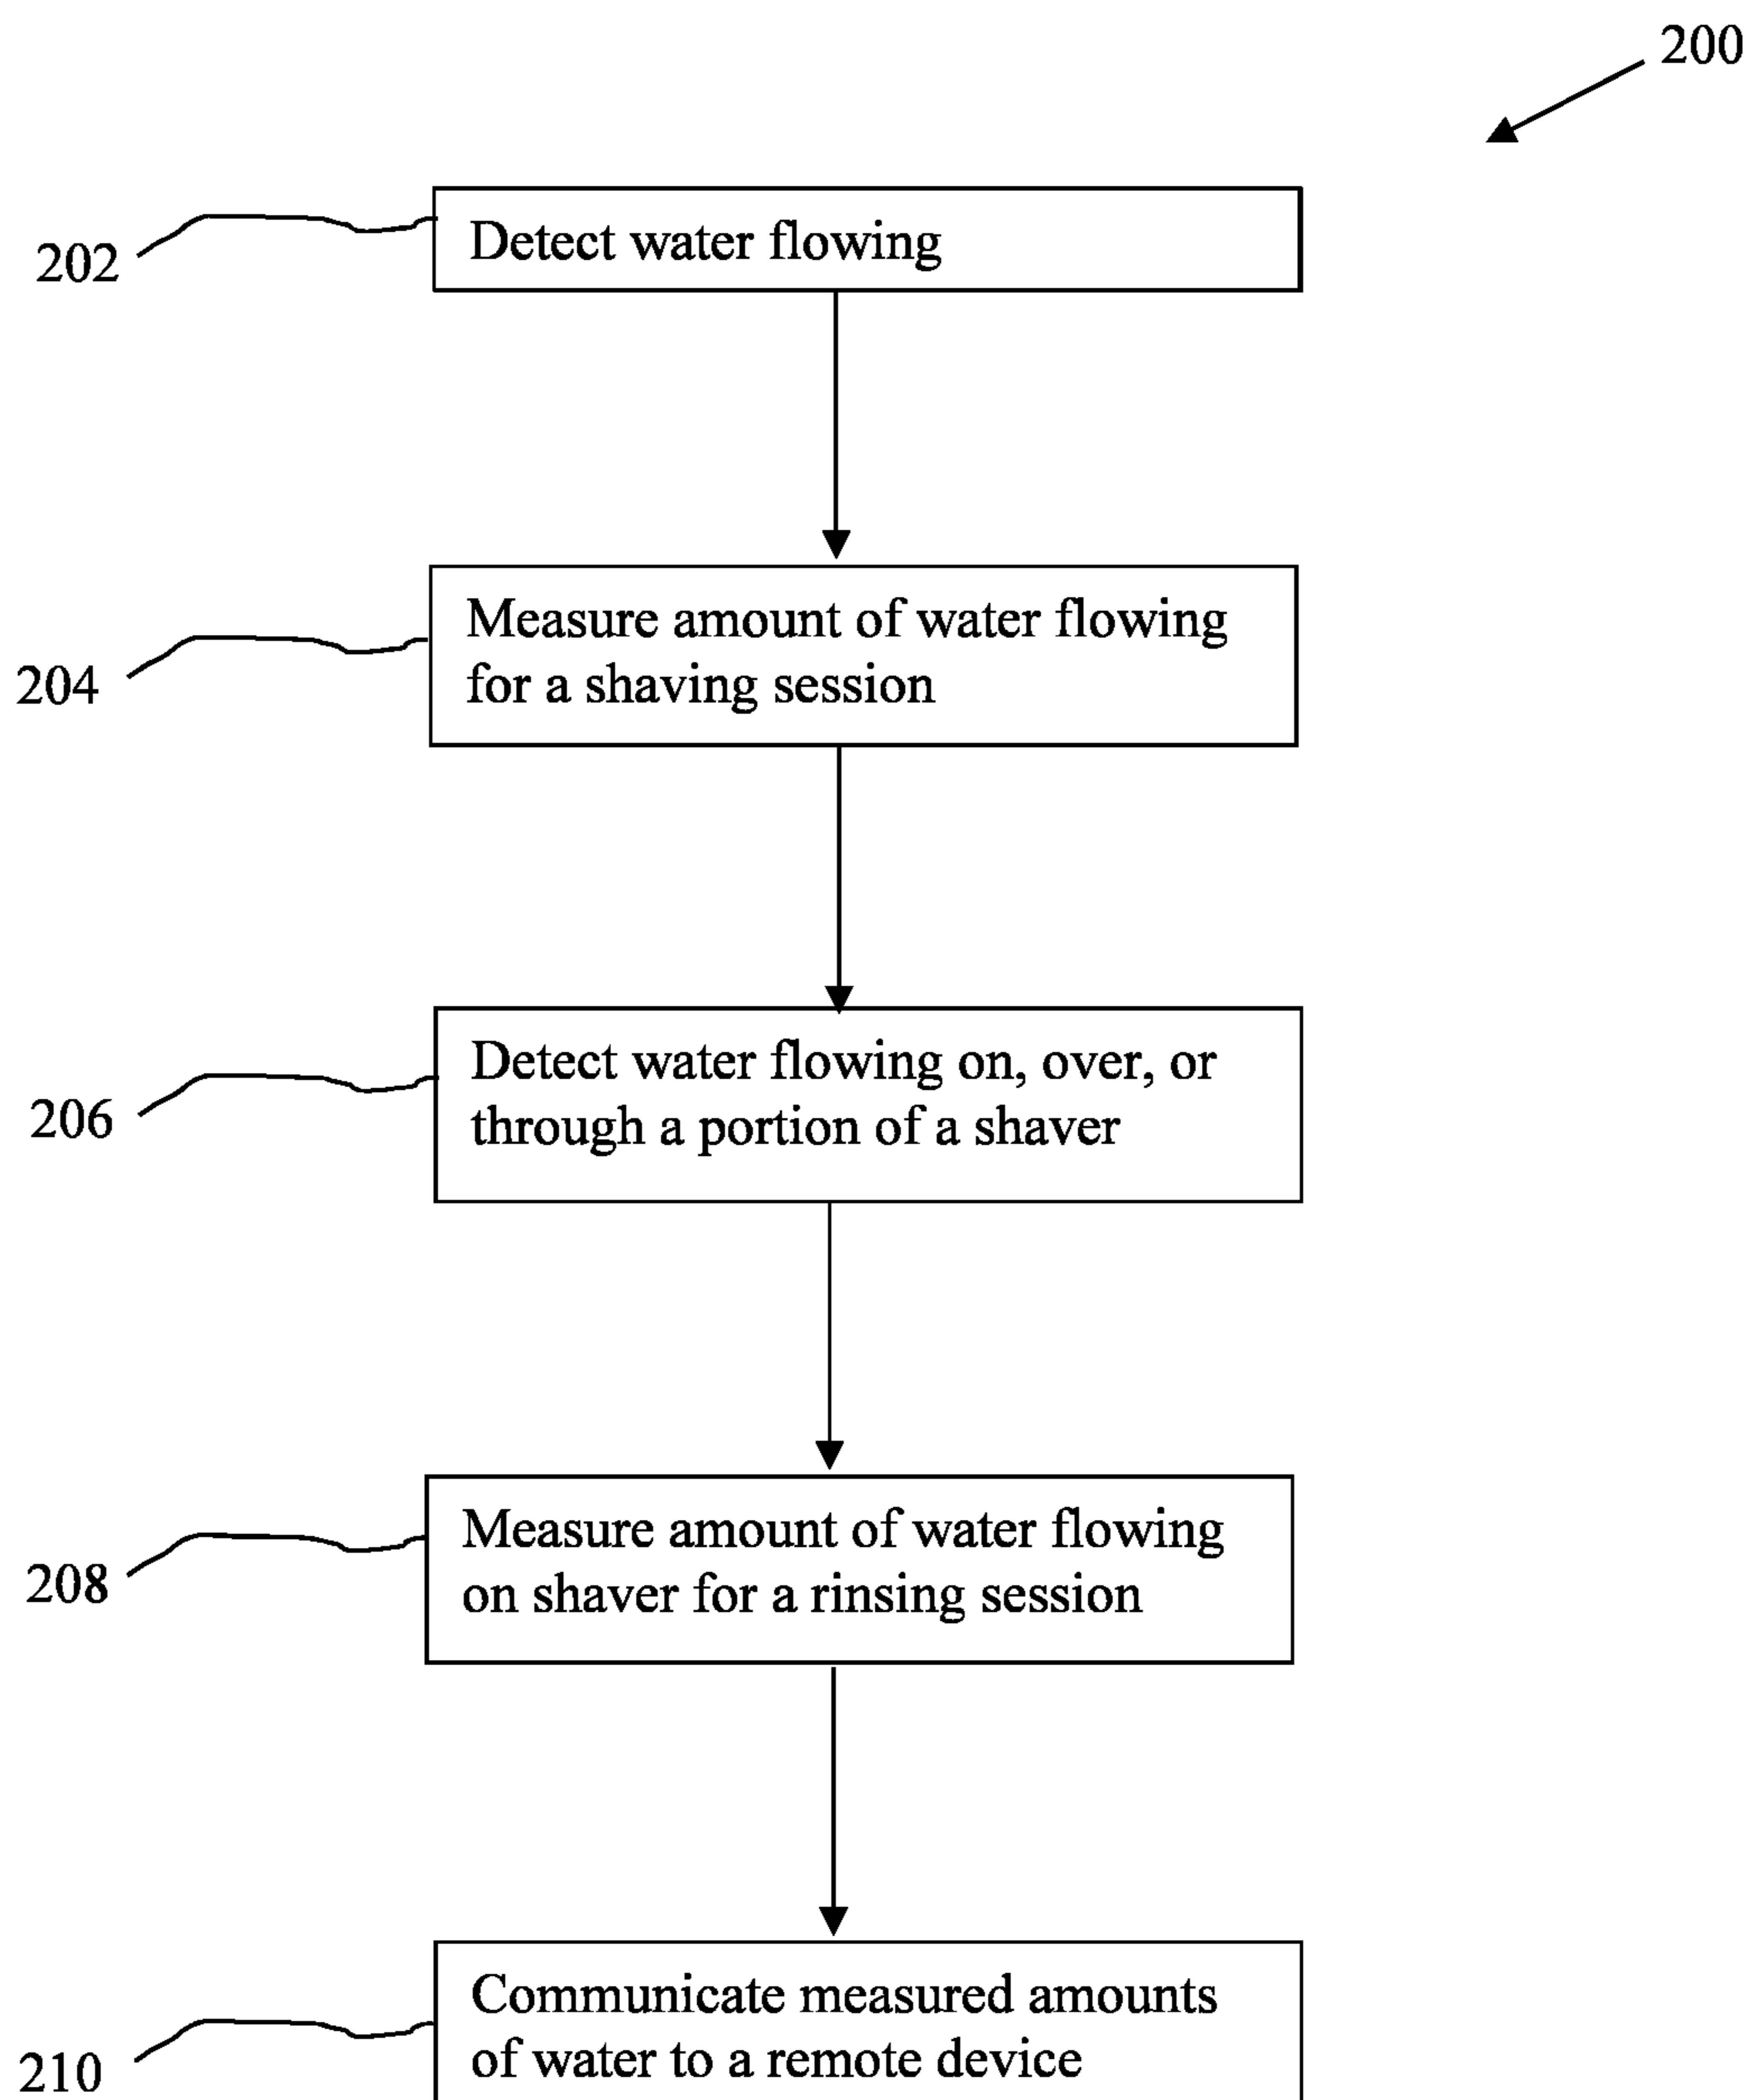 200
202
Detect water flowing
204
Measure amount of water flowing
for a shaving session
206
Detect water flowing on, over, or
through a portion of a shaver
208
Measure amount of water flowing
on shaver for a rinsing session
210
Communicate measured amounts
of water to a remote device